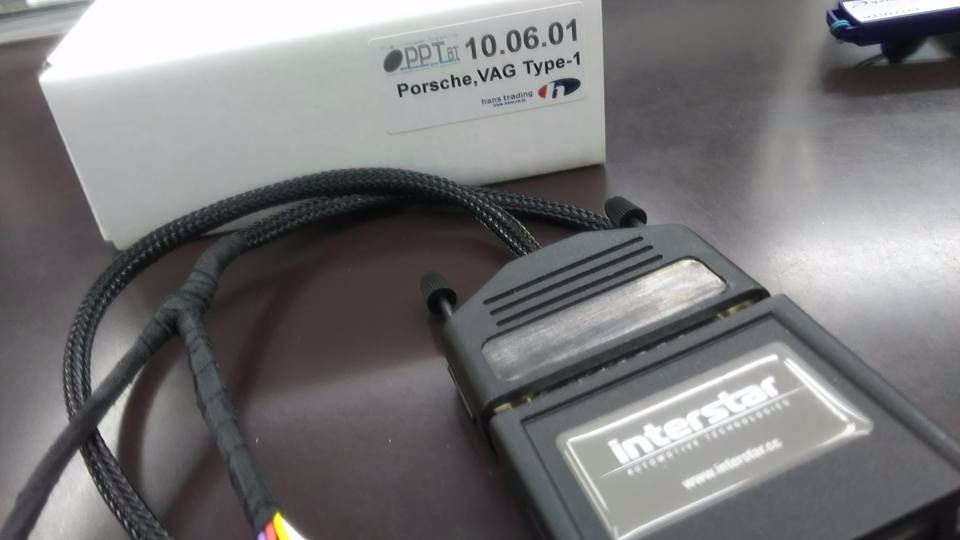 PPT BT 10.06.01
Porsche,VAG Type-1
hans trading
h
interstar
AUTOMOTIVE TECHNOLOGIES
www.interstar.cc